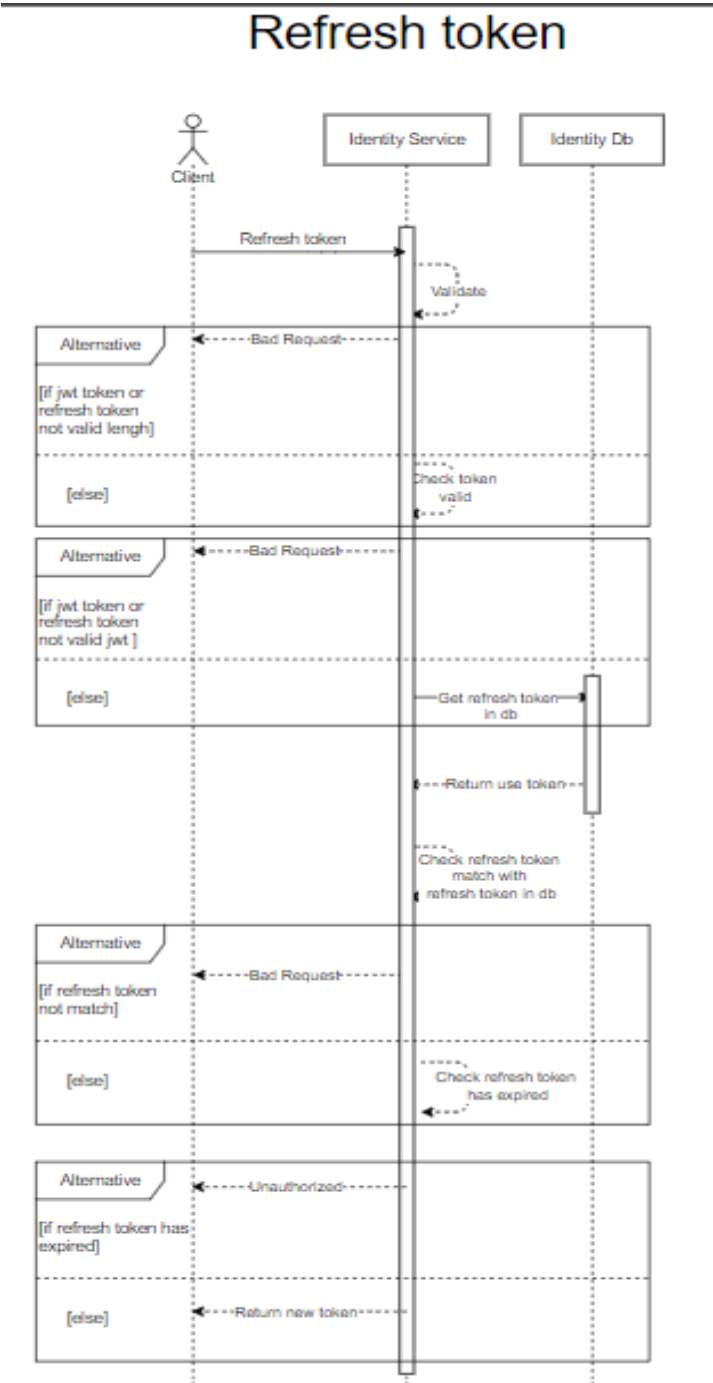 Refresh token
Identity Service
Identity Db
Client
Refresh token
Validate
Alternative
Bad Request
[if jwt token or
refresh token
not valid lengh]
Check token
valid
[else]
Alternative
Bad Request
[if jwt token or
refresh token
not valid jwt ]
[else]
Get refresh token
in db
Return use token
Check refresh token
match with
refresh token in db
Alternative
Bad Request
[if refresh token
not match]
[else]
Check refresh token
has expired
Alternative
Unauthorized
[if refresh token has
expired]
[else]
Return new token